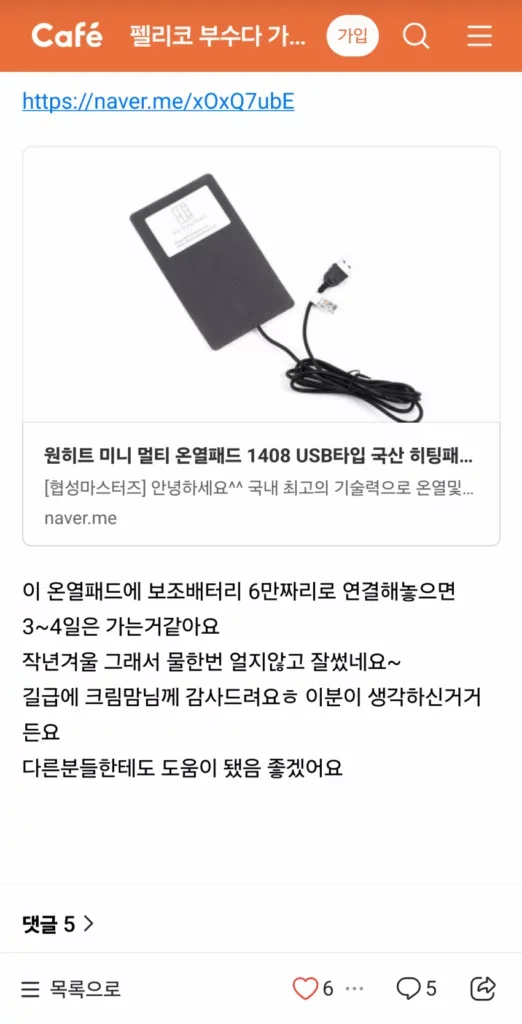 Café 펠리코 부수다 가... 가입
https://naver.me/xOxQ7ubE
원히트 미니 멀티 온열패드 1408 USB타입 국산 히팅패...
[협성마스터즈] 안녕하세요^^ 국내 최고의 기술력으로 온열및...
naver.me
이 온열패드에 보조배터리 6만짜리로 연결해놓으면
3~4일은 가는거같아요
작년겨울 그래서 물한번 얼지않고 잘썼네요~
길급에 크림맘님께 감사드려요ㅎ 이분이 생각하신거거
든요
다른분들한테도 도움이 됐음 좋겠어요
댓글 5 >
목록으로 6 ... 5